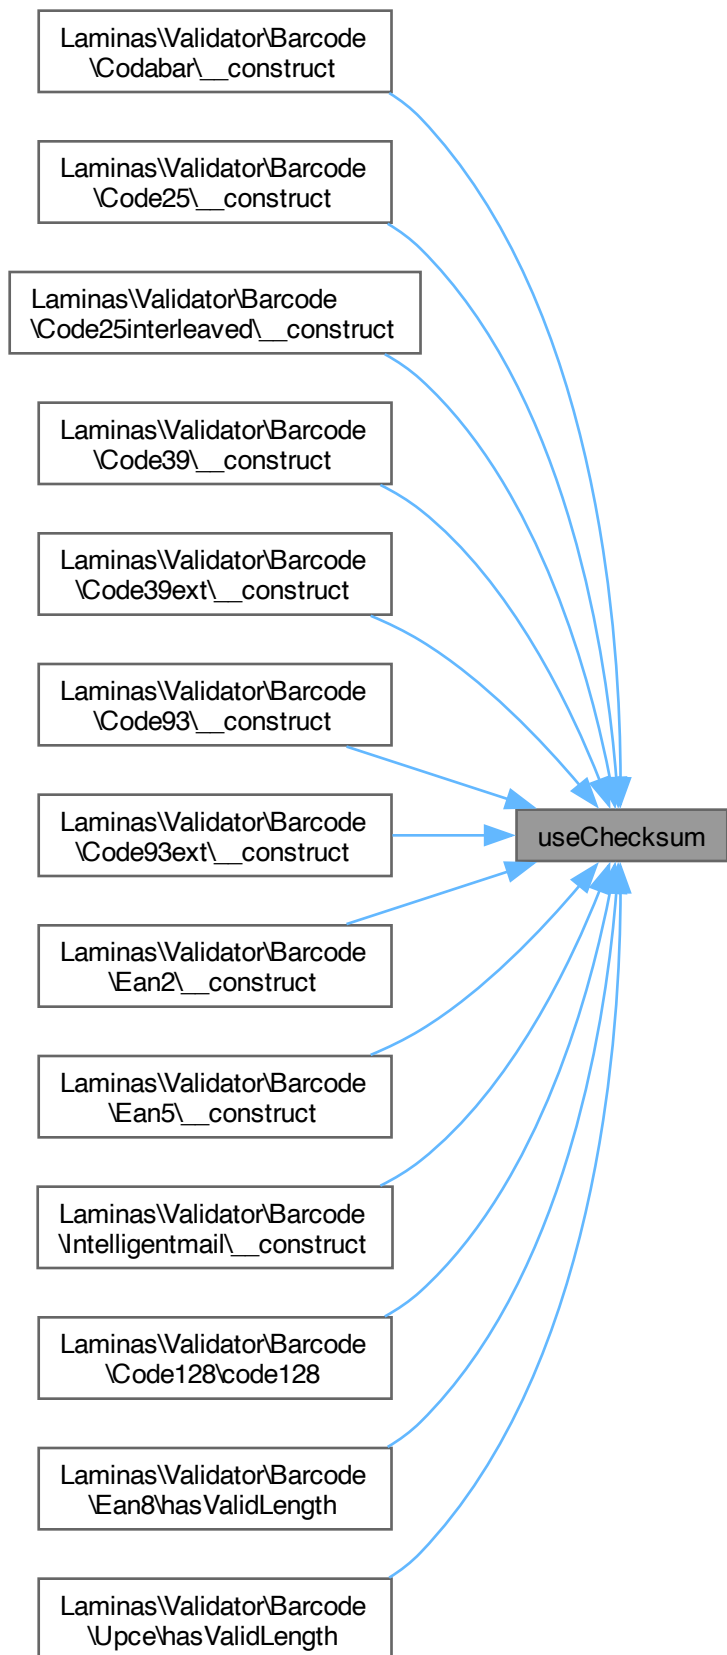 Laminas\Validator\Barcode
\Codabar\__construct
Laminas\Validator\Barcode
\Code25\__construct
Laminas\Validator\Barcode
\Code25interleaved\__construct
Laminas\Validator\Barcode
\Code39\__construct
Laminas\Validator\Barcode
\Code39ext\__construct
Laminas\Validator\Barcode
\Code93\__construct
Laminas\Validator\Barcode
\Code93ext\__construct
useChecksum
Laminas\Validator\Barcode
\Ean2\__construct
Laminas\Validator\Barcode
\Ean5\__construct
Laminas\Validator\Barcode
\Intelligentmail\__construct
Laminas\Validator\Barcode
\Code128\code128
Laminas\Validator\Barcode
\Ean8\hasValidLength
Laminas\Validator\Barcode
\Upce\hasValidLength